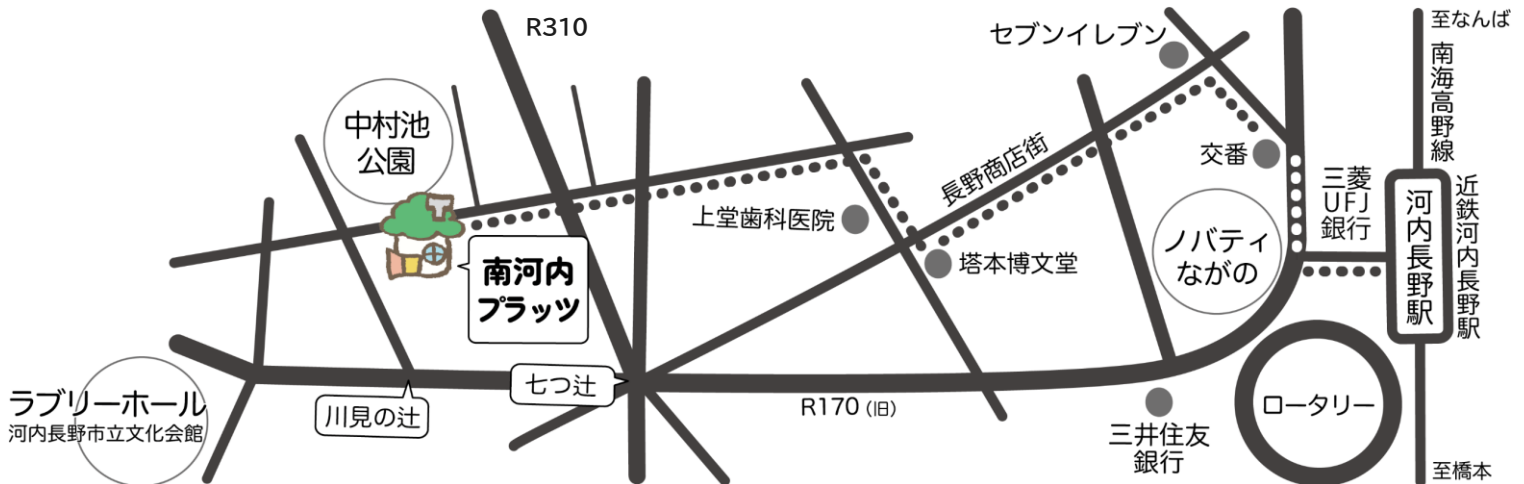 R310
セブンイレブン
至なんば
南海高野線
中村池
公園
交番
長野商店街
三菱
UFJ
銀行
河内長野駅
近鉄河内長野駅
上堂歯科医院
塔本博文堂
ノバティ
ながの
南河内
プラッツ
七つ辻
川見の辻
ラブリーホール
河内長野市立文化会館
R170(旧)
三井住友
銀行
ロータリー
至橋本